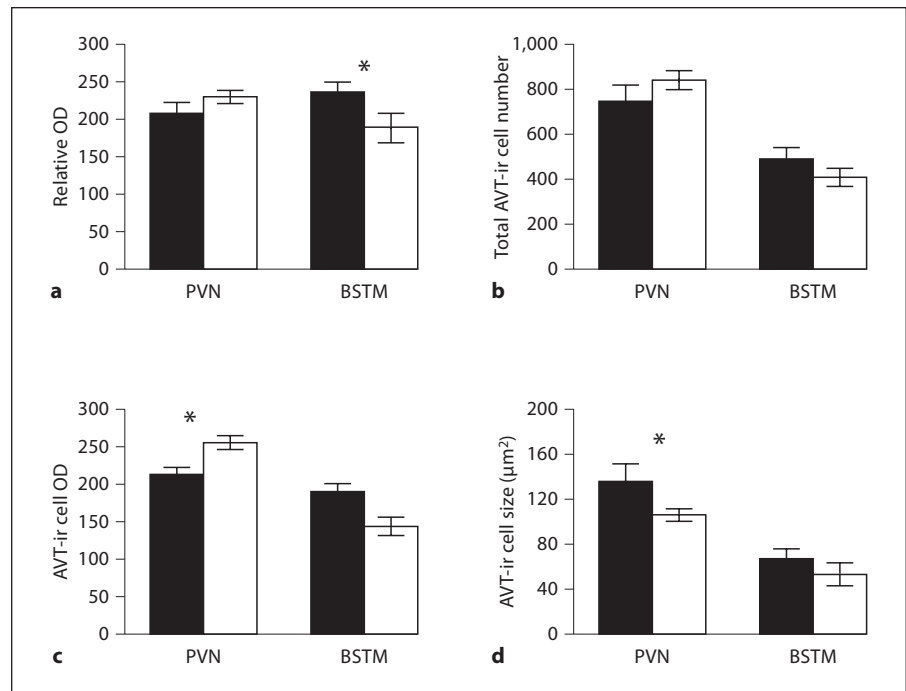 Relative OD
300
250
200
150
100
50
0
*
PVN
BSTM
a
Total AVT-ir cell number
1,000
800
600
400
200
0
PVN
BSTM
b
AVT-ir cell OD
300
250
200
150
100
50
0
*
PVN
BSTM
c
AVT-ir cell size (μm²)
200
160
120
80
40
0
*
PVN
BSTM
d